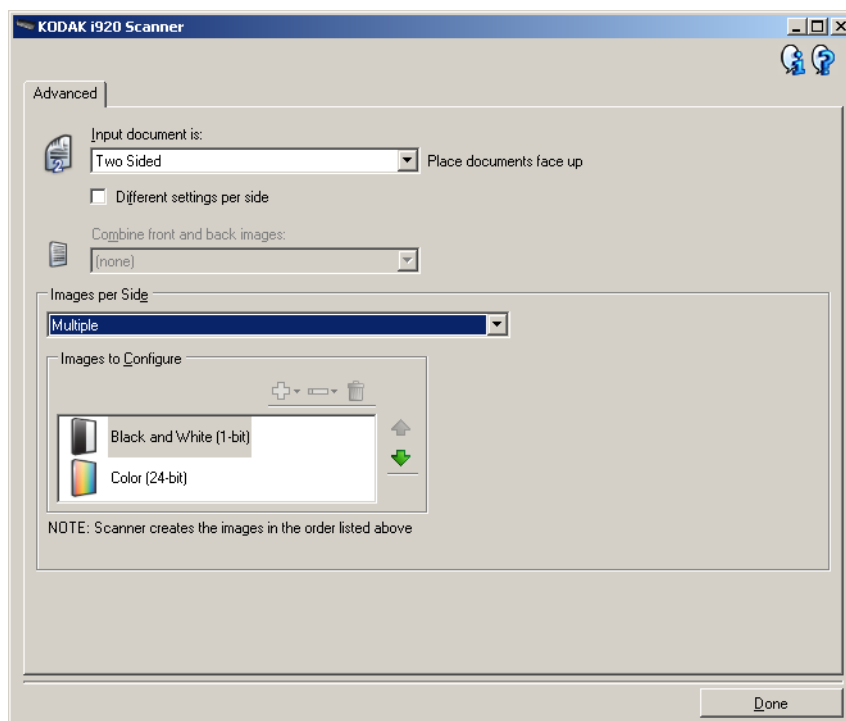 KODAK i920 Scanner
Advanced
Input document is:
Two Sided
Place documents face up
Different settings per side
Combine front and back images:
(none)
Images per Side
Multiple
Images to Configure
Black and White (1-bit)
Color (24-bit)
NOTE: Scanner creates the images in the order listed above
Done